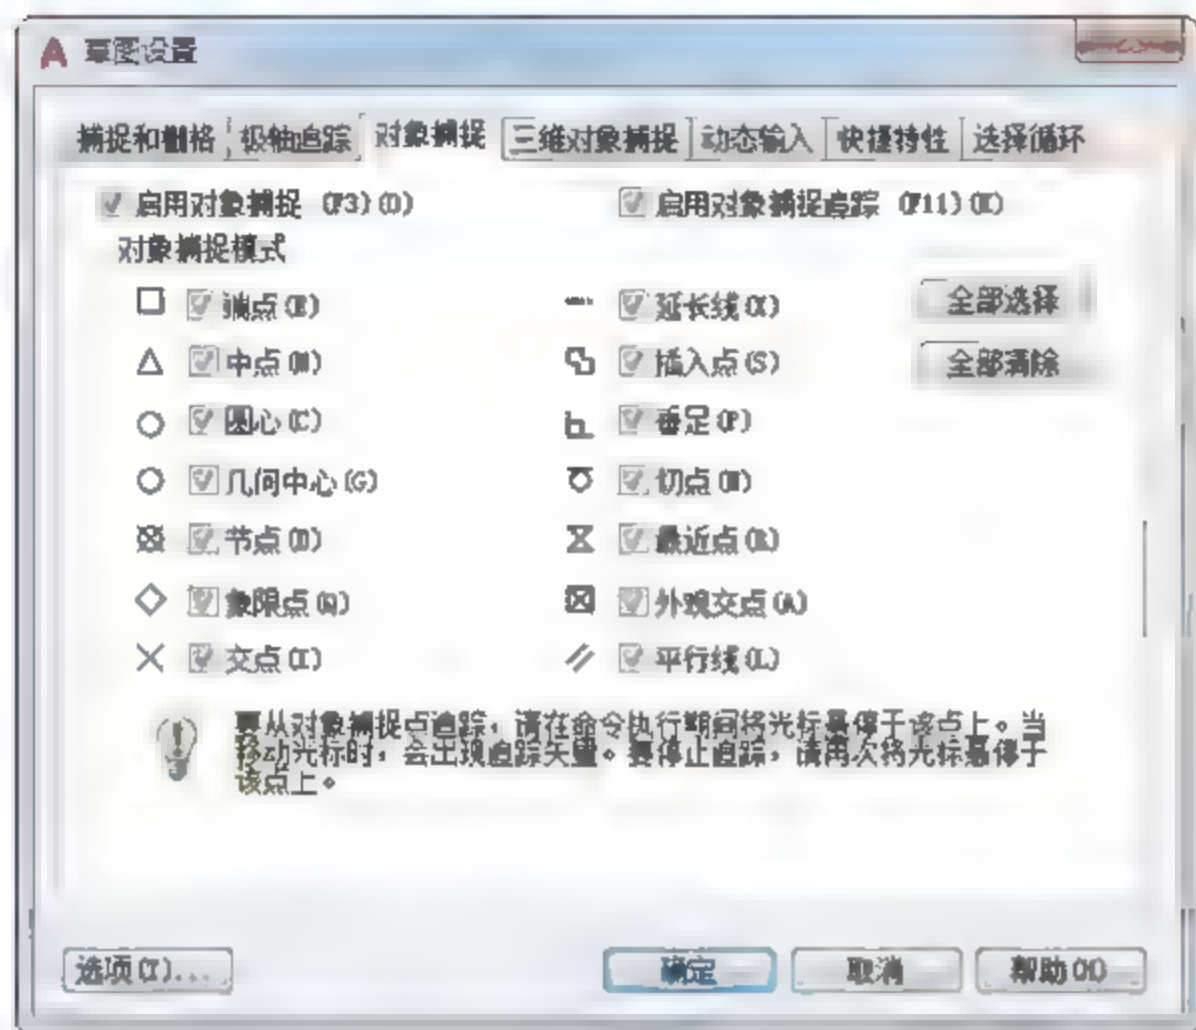 草图设置
捕捉和栅格 极轴追踪 对象捕捉 三维对象捕捉 动态输入 快捷特性 选择循环
启用对象捕捉 (F3)(O) 启用对象捕捉追踪 (F11)(K)
对象捕捉模式
端点(E) 延长线(X) 全部选择
中点(M) 插入点(S) 全部清除
圆心(C) 垂足(P)
几何中心(G) 切点(N)
节点(D) 最近点(R)
象限点(Q) 外观交点(A)
交点(I) 平行线(L)
要从对象捕捉点追踪,请在命令执行期间将光标悬停于该点上。当
移动光标时,会出现追踪矢量。要停止追踪,请再次将光标悬停于
该点上。
选项(T)... 确定 取消 帮助(H)